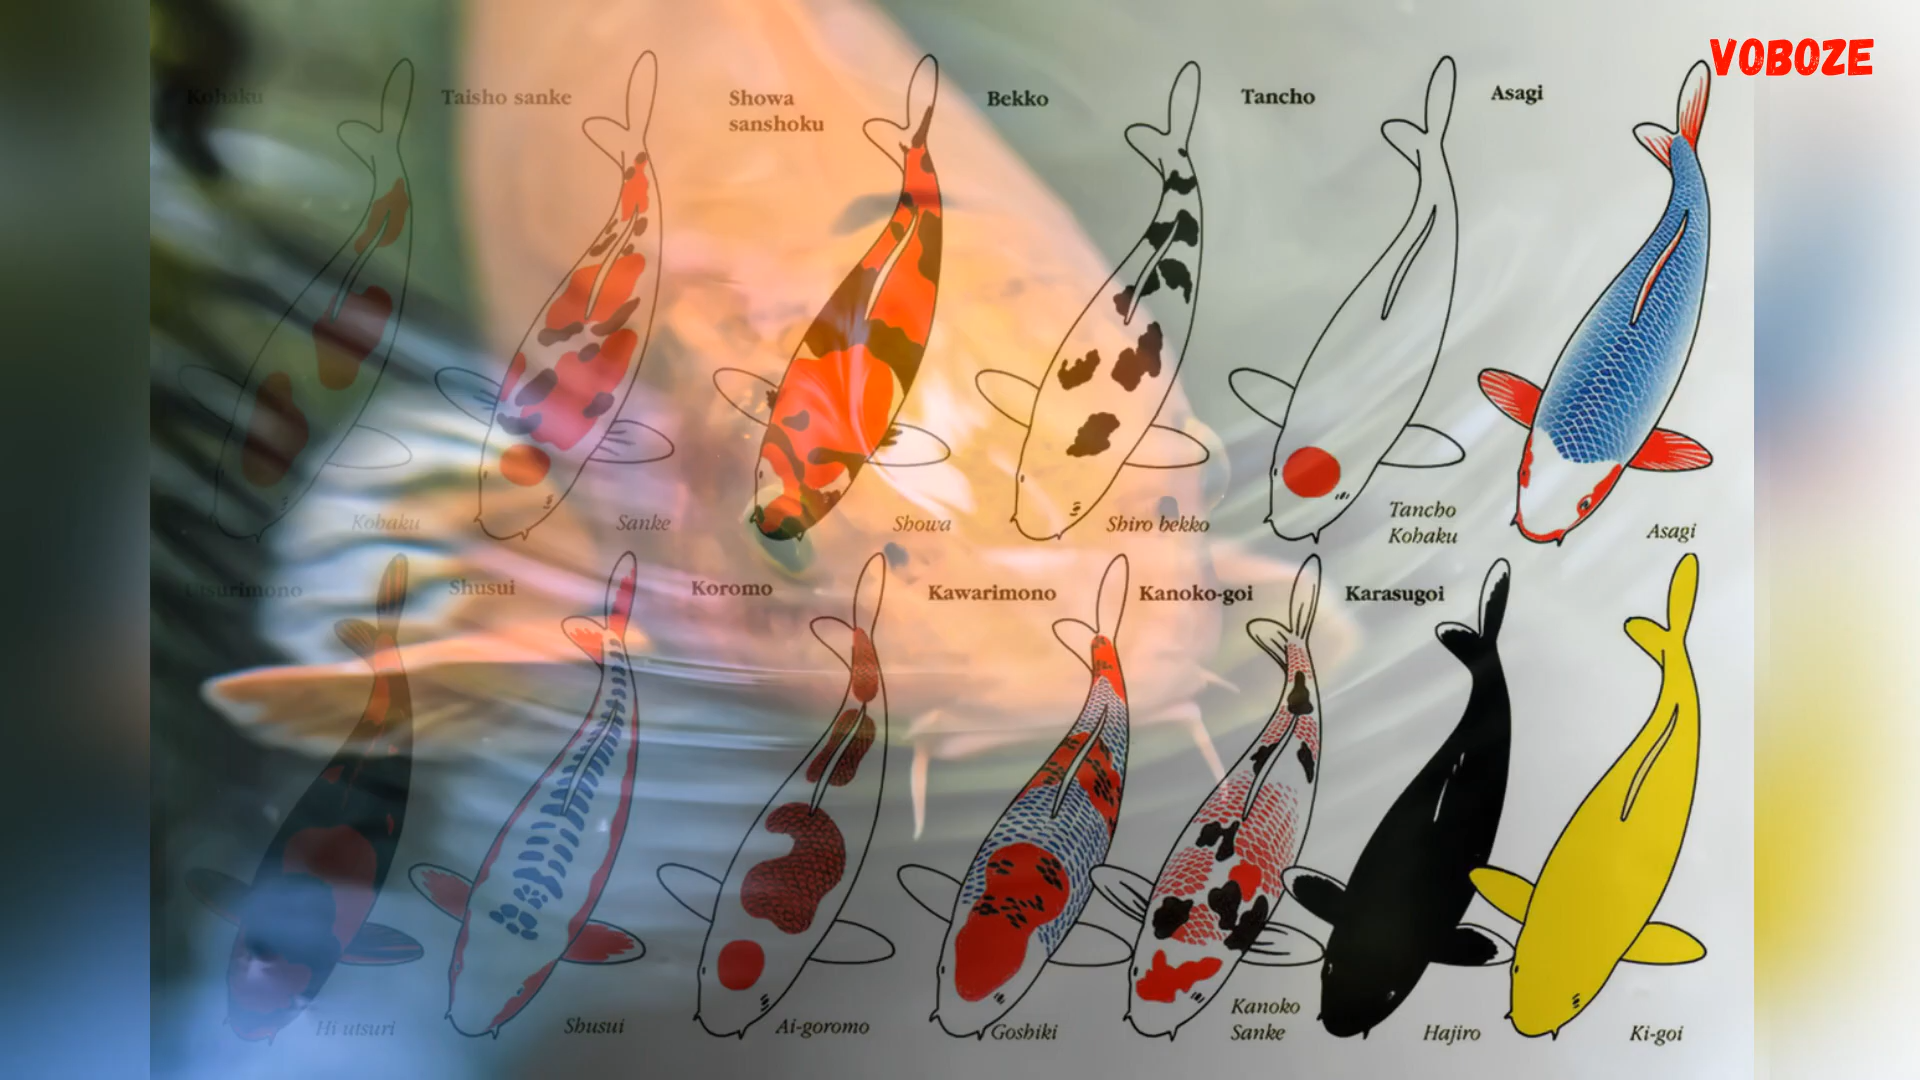 VOBOZE
Kohaku
Taisho sanke
Showa
sanshoku
Bekko
Tancho
Asagi
Kohaku
Sanke
Showa
Shiro bekko
Tancho
Kohaku
Asagi
Utsurimono
Shusui
Koromo
Kawarimono
Kanoko-goi
Karasugoi
Hi utsuri
Shusui
Ai-goromo
Goshiki
Kanoko
Sanke
Hajiro
Ki-goi